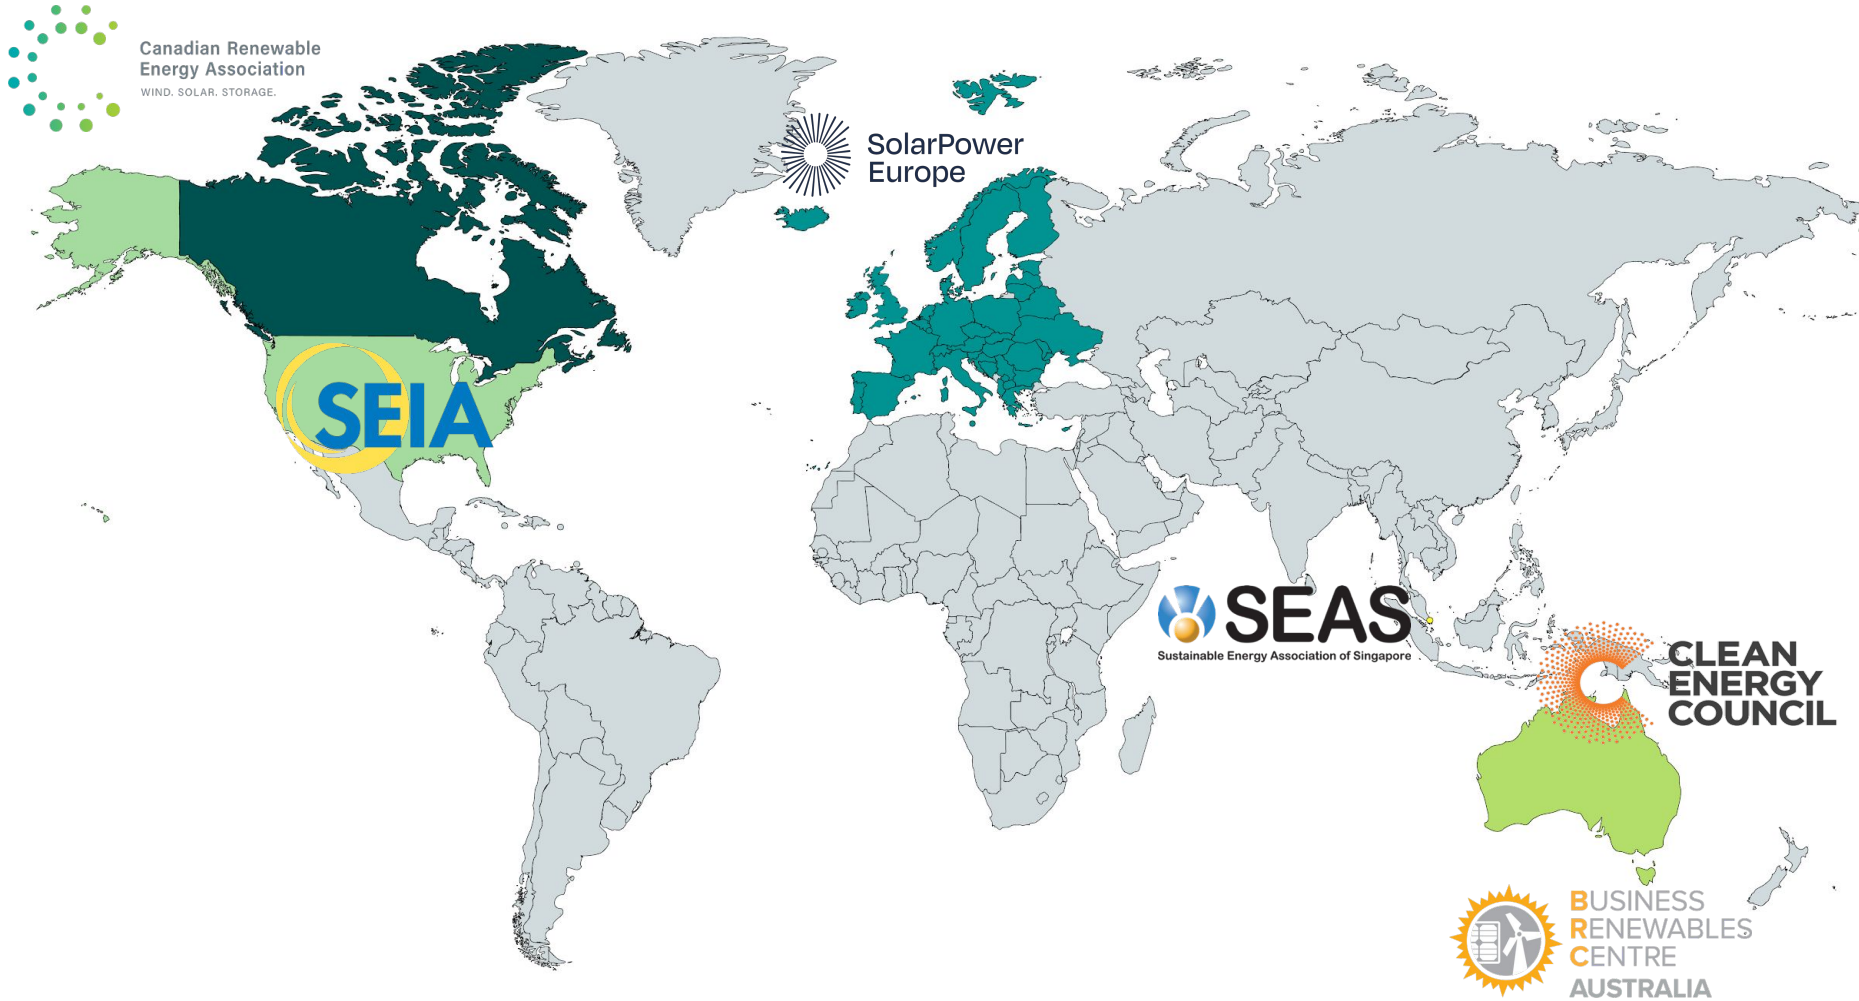 Canadian Renewable
Energy Association
WIND. SOLAR. STORAGE.
SolarPower
Europe
SEIA
SEAS
Sustainable Energy Association of Singapore
CLEAN
ENERGY
COUNCIL
BUSINESS
RENEWABLES
CENTRE
AUSTRALIA